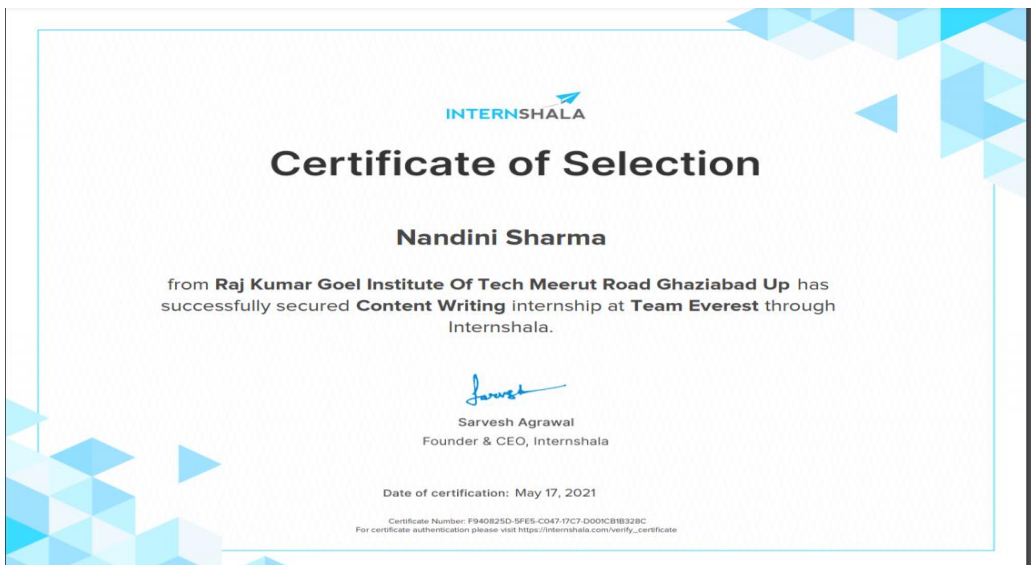 INTERNSHALA
Certificate of Selection
Nandini Sharma
from Raj Kumar Goel Institute Of Tech Meerut Road Ghaziabad Up has
successfully secured Content Writing internship at Team Everest through
Internshala.
Sarvesh
Sarvesh Agrawal
Founder & CEO, Internshala
Date of certification: May 17, 2021
Certificate Number: F940825D-5FE5-C047-17C7-D001CB1B328C
For certificate authentication please visit https://internshala.com/verify_certificate